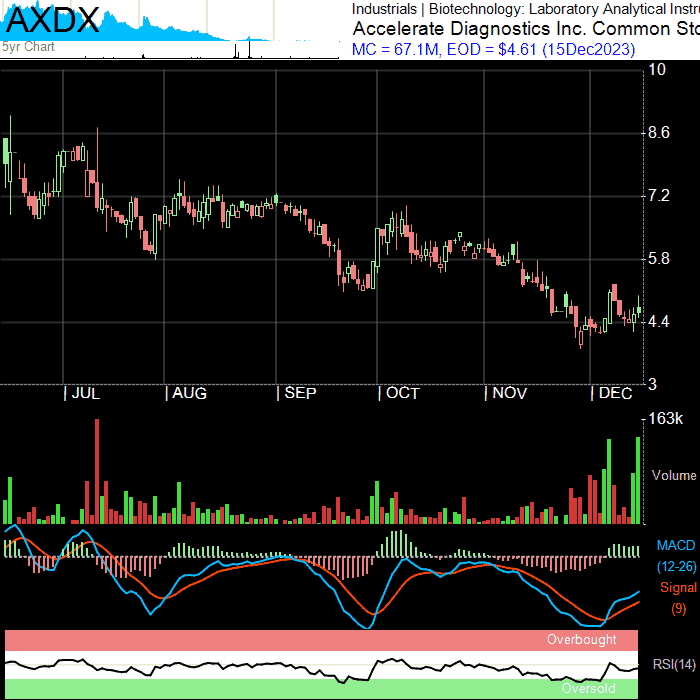 AXDX
5yr Chart
Industrials | Biotechnology: Laboratory Analytical Instru
Accelerate Diagnostics Inc. Common Sto
MC = 67.1M, EOD = $4.61 (15Dec2023)
10
8.6
7.2
5.8
4.4
3
| JUL | AUG | SEP | OCT | NOV | DEC
163k
Volume
MACD
(12-26)
Signal
(9)
Overbought
RSI(14)
Oversold